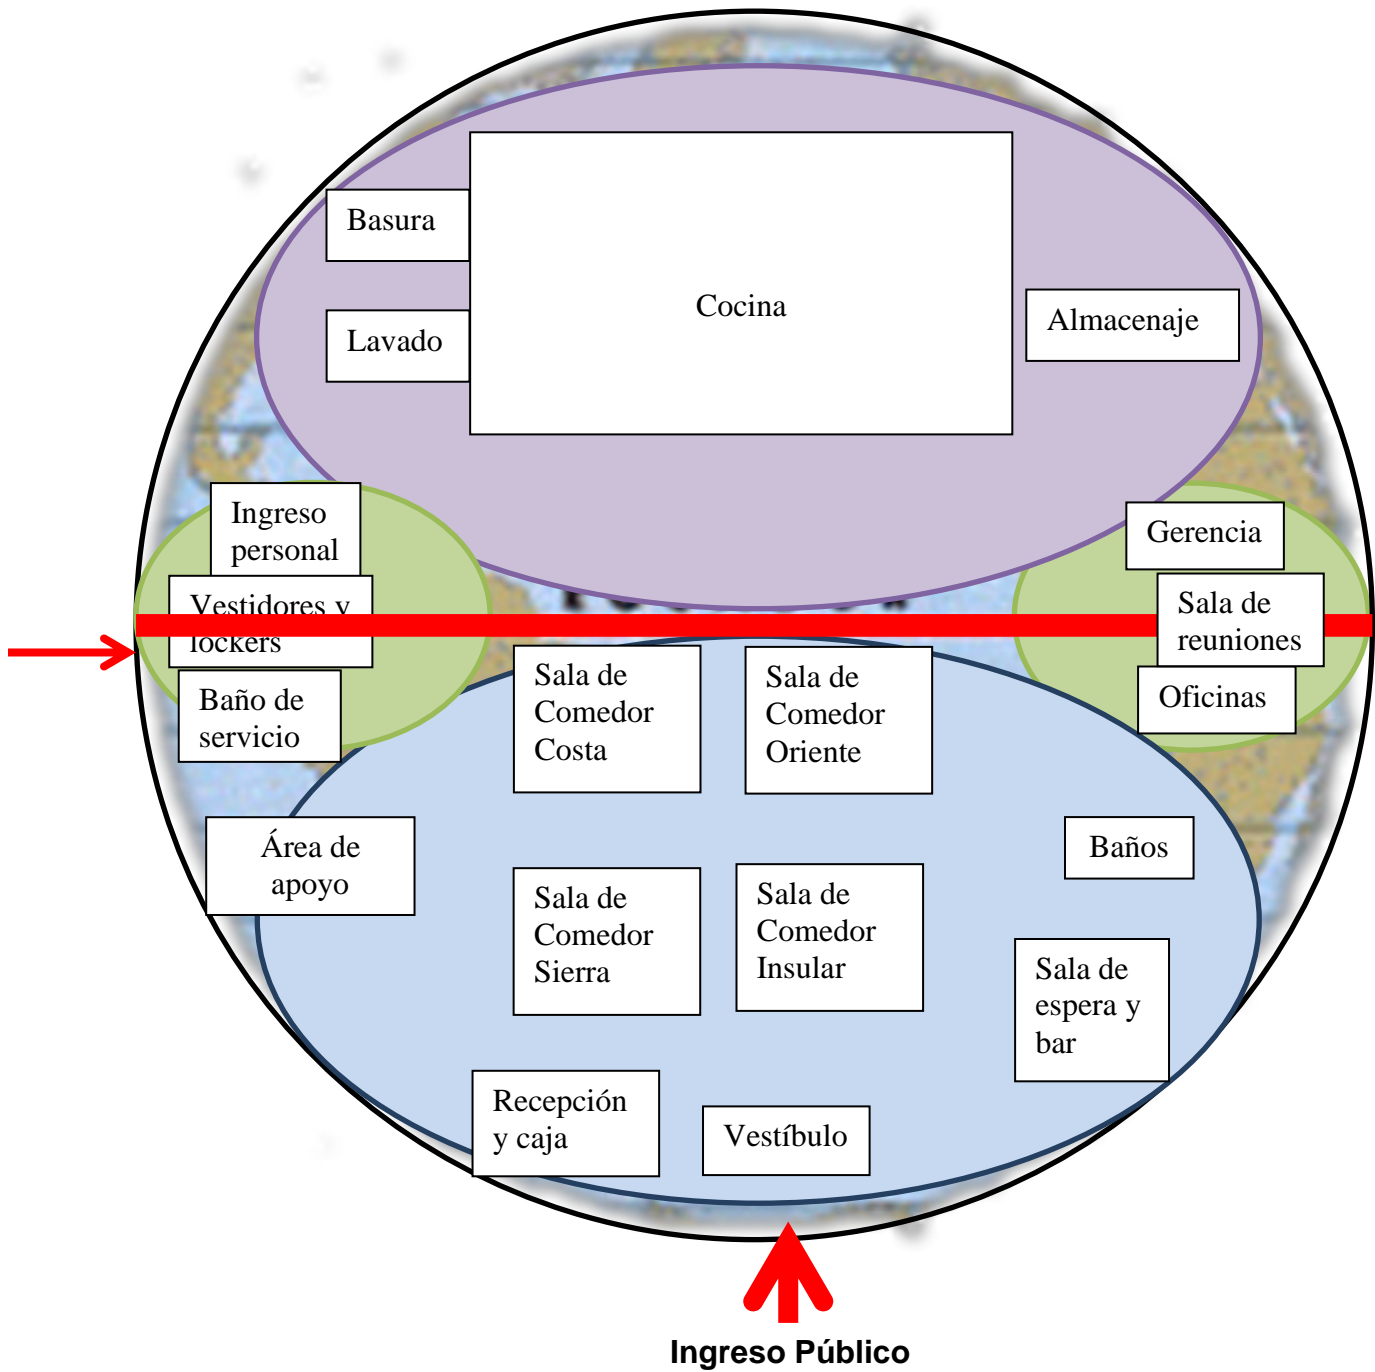 Basura
Cocina
Lavado
Almacenaje
Ingreso
personal
Vestidores y
lockers
Baño de
servicio
Gerencia
Sala de
reuniones
Oficinas
Sala de
Comedor
Costa
Sala de
Comedor
Oriente
Área de
apoyo
Baños
Sala de
Comedor
Sierra
Sala de
Comedor
Insular
Sala de
espera y
bar
Recepción
y caja
Vestíbulo
Ingreso Público